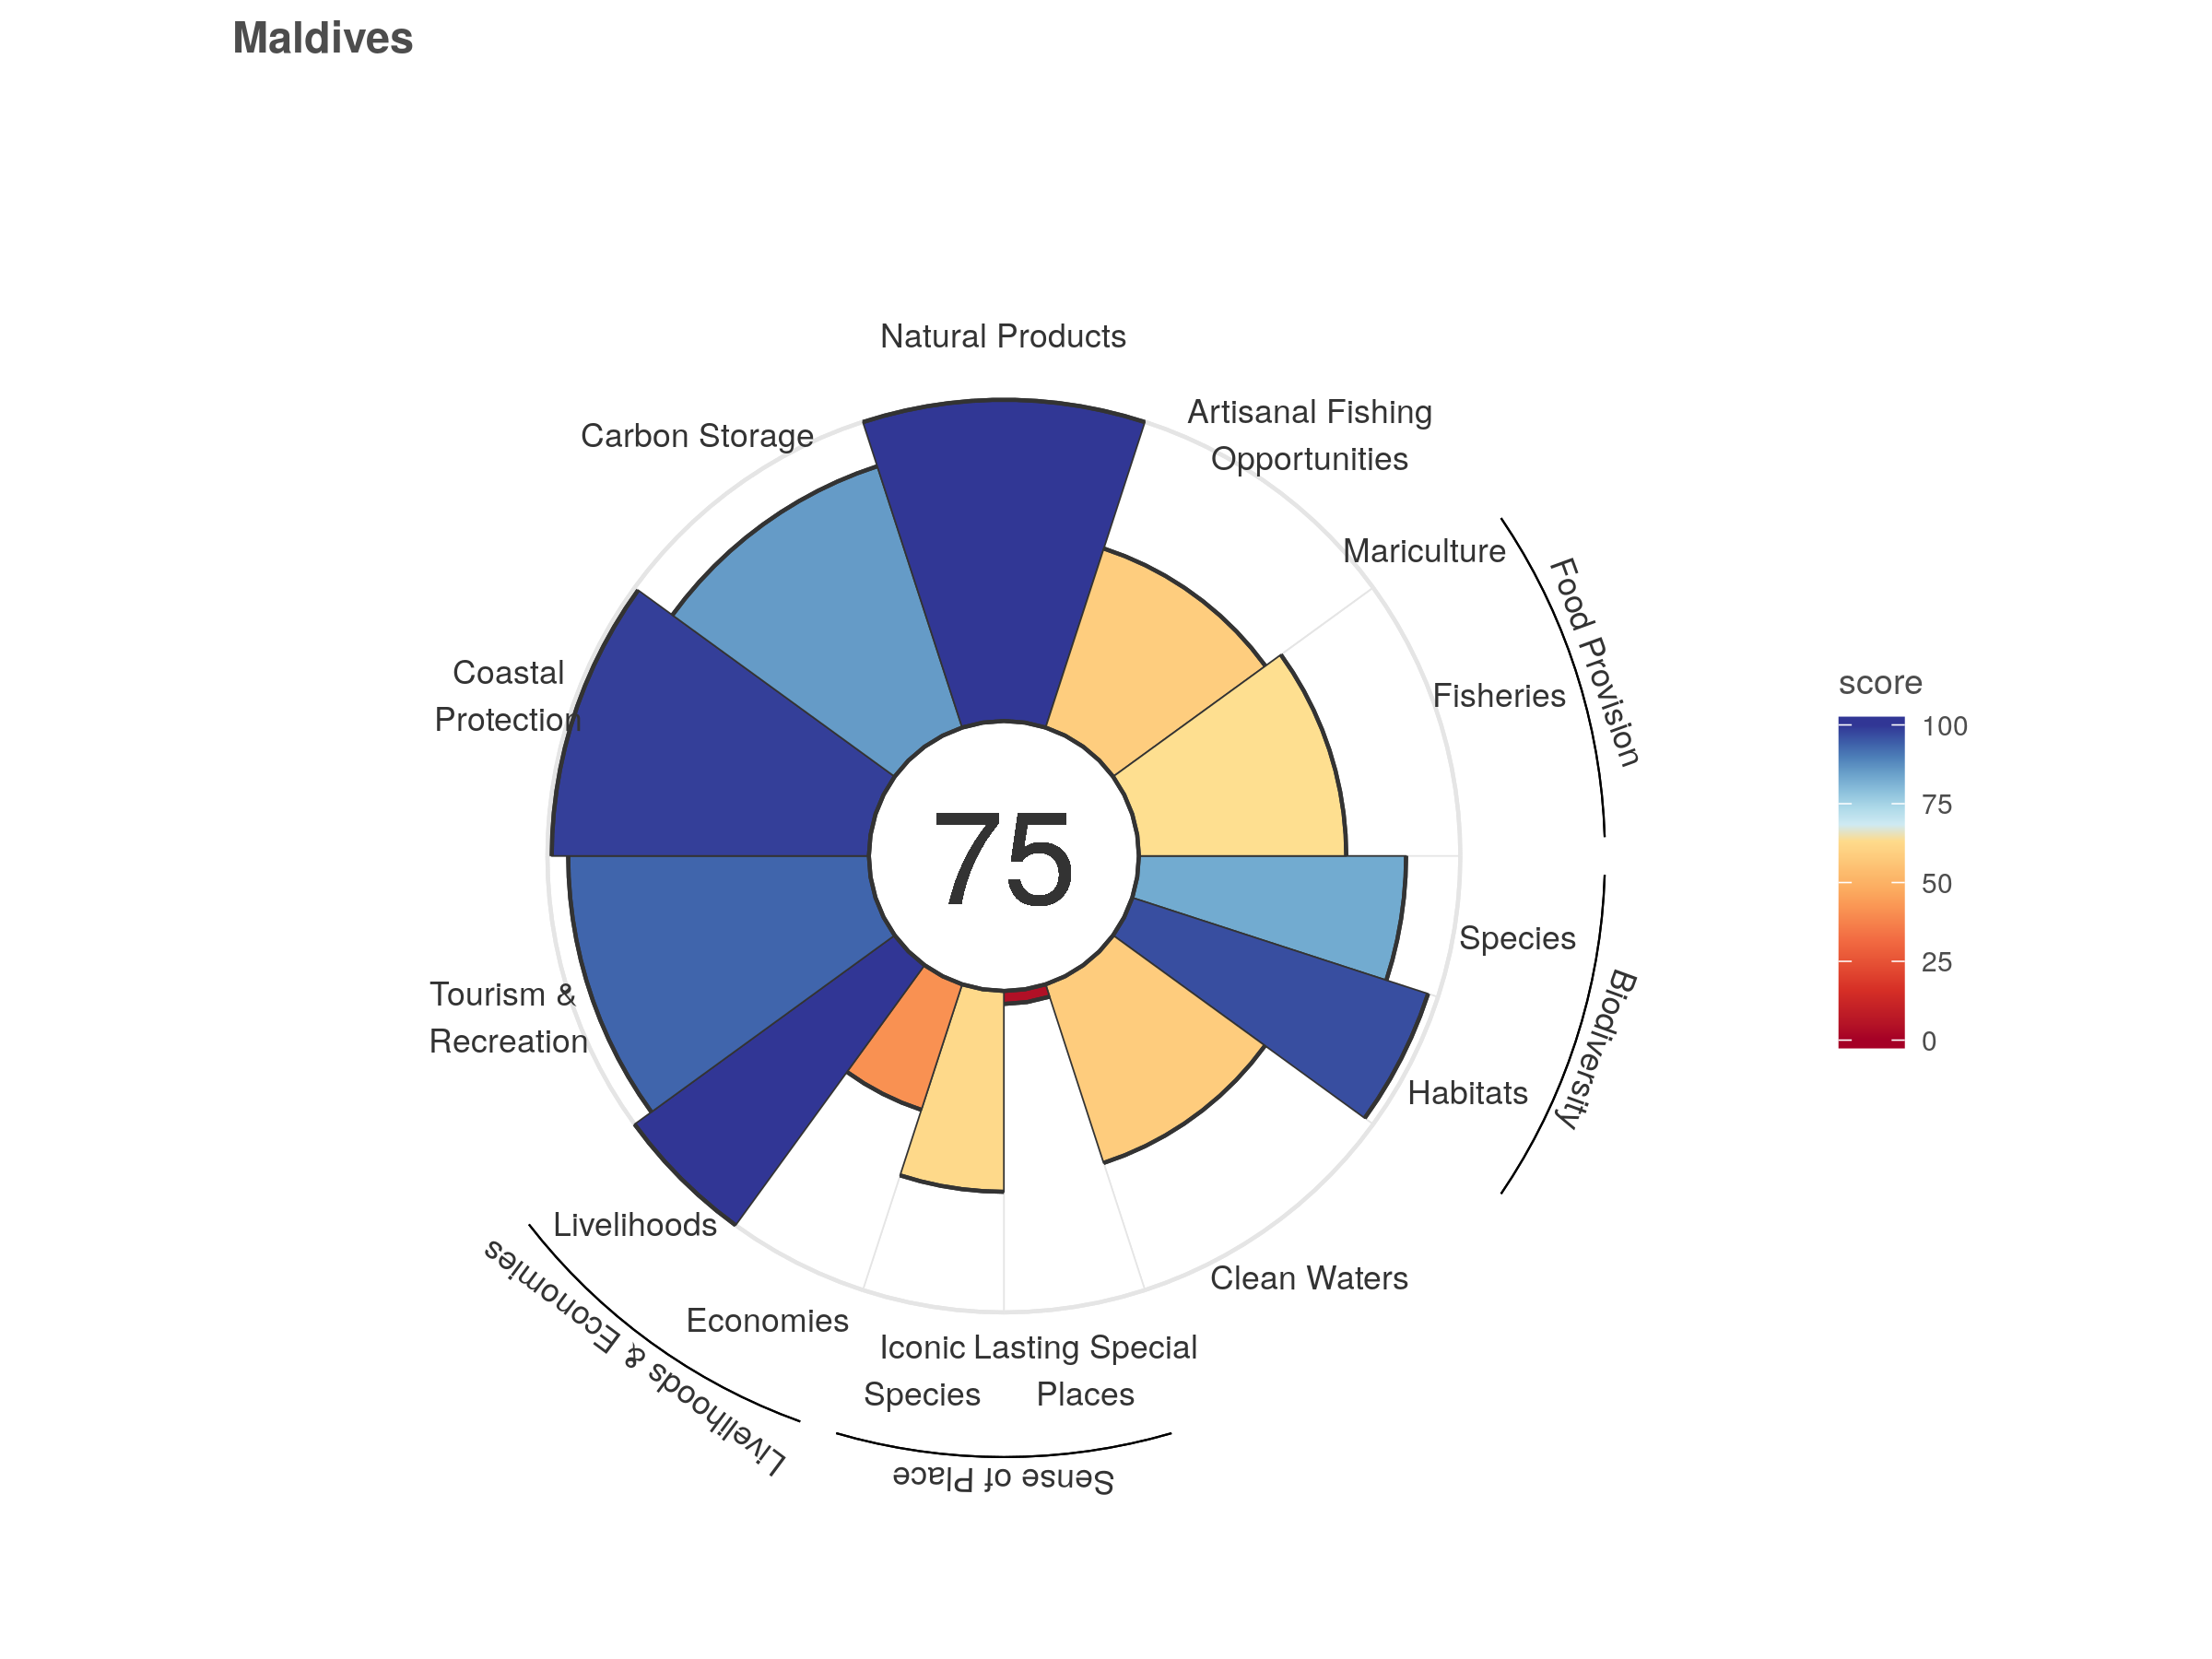 Maldives
Natural Products
Artisanal Fishing
Opportunities
Carbon Storage
Mariculture
Food Provision
Fisheries
Coastal
Protection
score
100
75
50
25
0
75
Species
Biodiversity
Habitats
Tourism &
Recreation
Livelihoods
Livelihoods & Economies
Clean Waters
Economies
Iconic
Species
Lasting Special
Places
Sense of Place